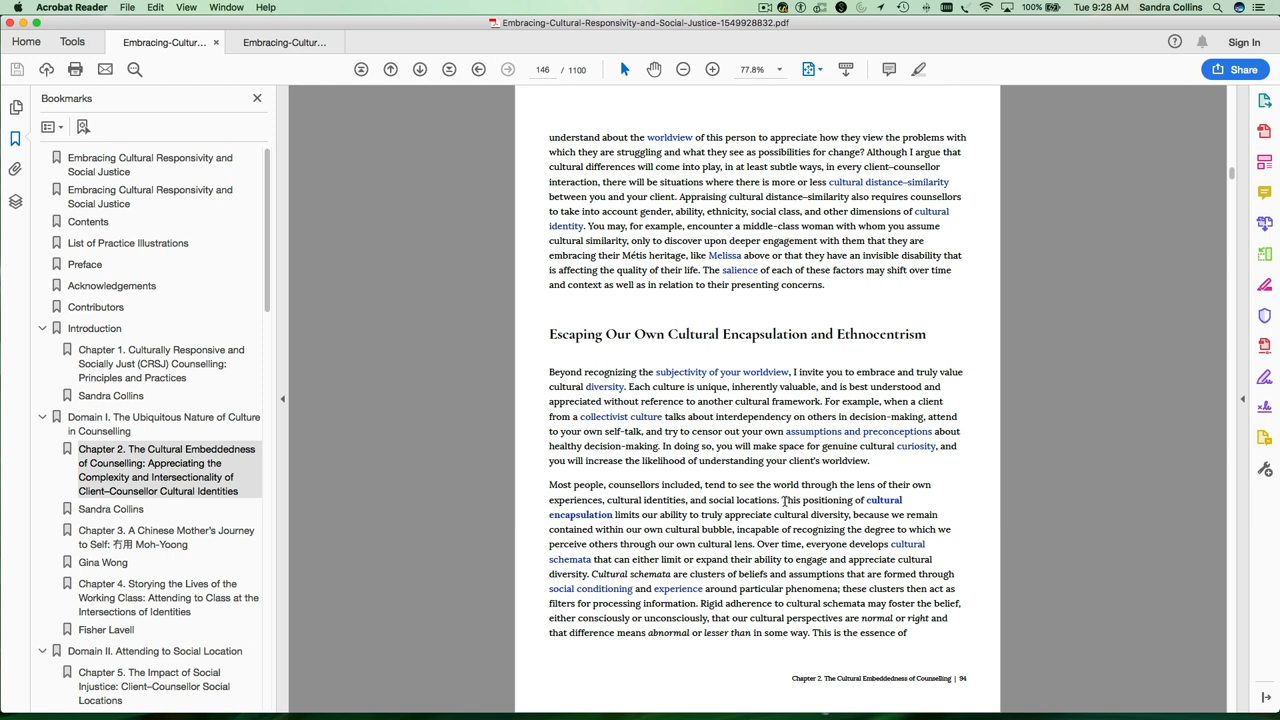 Acrobat Reader File Edit View Window Help 100% Tue 9:28 AM Sandra Collins
Embracing-Cultural-Responsivity-and-Social-Justice-1549928832.pdf
Home Tools Embracing-Cultur... × Embracing-Cultur... Sign In
146 / 1100 77.8% Share
Bookmarks
Embracing Cultural Responsivity and
Social Justice
Embracing Cultural Responsivity and
Social Justice
Contents
List of Practice Illustrations
Preface
Acknowledgements
Contributors
Introduction
Chapter 1. Culturally Responsive and
Socially Just (CRSJ) Counselling:
Principles and Practices
Sandra Collins
Domain I. The Ubiquitous Nature of Culture
in Counselling
Chapter 2. The Cultural Embeddedness
of Counselling: Appreciating the
Complexity and Intersectionality of
Client–Counsellor Cultural Identities
Sandra Collins
Chapter 3. A Chinese Mother's Journey
to Self: 冇用 Moh-Yoong
Gina Wong
Chapter 4. Storying the Lives of the
Working Class: Attending to Class at the
Intersections of Identities
Fisher Lavell
Domain II. Attending to Social Location
Chapter 5. The Impact of Social
Injustice: Client–Counsellor Social
Locations
understand about the worldview of this person to appreciate how they view the problems with
which they are struggling and what they see as possibilities for change? Although I argue that
cultural differences will come into play, in at least subtle ways, in every client–counsellor
interaction, there will be situations where there is more or less cultural distance–similarity
between you and your client. Appraising cultural distance–similarity also requires counsellors
to take into account gender, ability, ethnicity, social class, and other dimensions of cultural
identity. You may, for example, encounter a middle-class woman with whom you assume
cultural similarity, only to discover upon deeper engagement with them that they are
embracing their Métis heritage, like Melissa above or that they have an invisible disability that
is affecting the quality of their life. The salience of each of these factors may shift over time
and context as well as in relation to their presenting concerns.
Escaping Our Own Cultural Encapsulation and Ethnocentrism
Beyond recognizing the subjectivity of your worldview, I invite you to embrace and truly value
cultural diversity. Each culture is unique, inherently valuable, and is best understood and
appreciated without reference to another cultural framework. For example, when a client
from a collectivist culture talks about interdependency on others in decision-making, attend
to your own self-talk, and try to censor out your own assumptions and preconceptions about
healthy decision-making. In doing so, you will make space for genuine cultural curiosity, and
you will increase the likelihood of understanding your client's worldview.
Most people, counsellors included, tend to see the world through the lens of their own
experiences, cultural identities, and social locations. This positioning of cultural
encapsulation limits our ability to truly appreciate cultural diversity, because we remain
contained within our own cultural bubble, incapable of recognizing the degree to which we
perceive others through our own cultural lens. Over time, everyone develops cultural
schemata that can either limit or expand their ability to engage and appreciate cultural
diversity. Cultural schemata are clusters of beliefs and assumptions that are formed through
social conditioning and experience around particular phenomena; these clusters then act as
filters for processing information. Rigid adherence to cultural schemata may foster the belief,
either consciously or unconsciously, that our cultural perspectives are normal or right and
that difference means abnormal or lesser than in some way. This is the essence of
Chapter 2. The Cultural Embeddedness of Counselling | 94